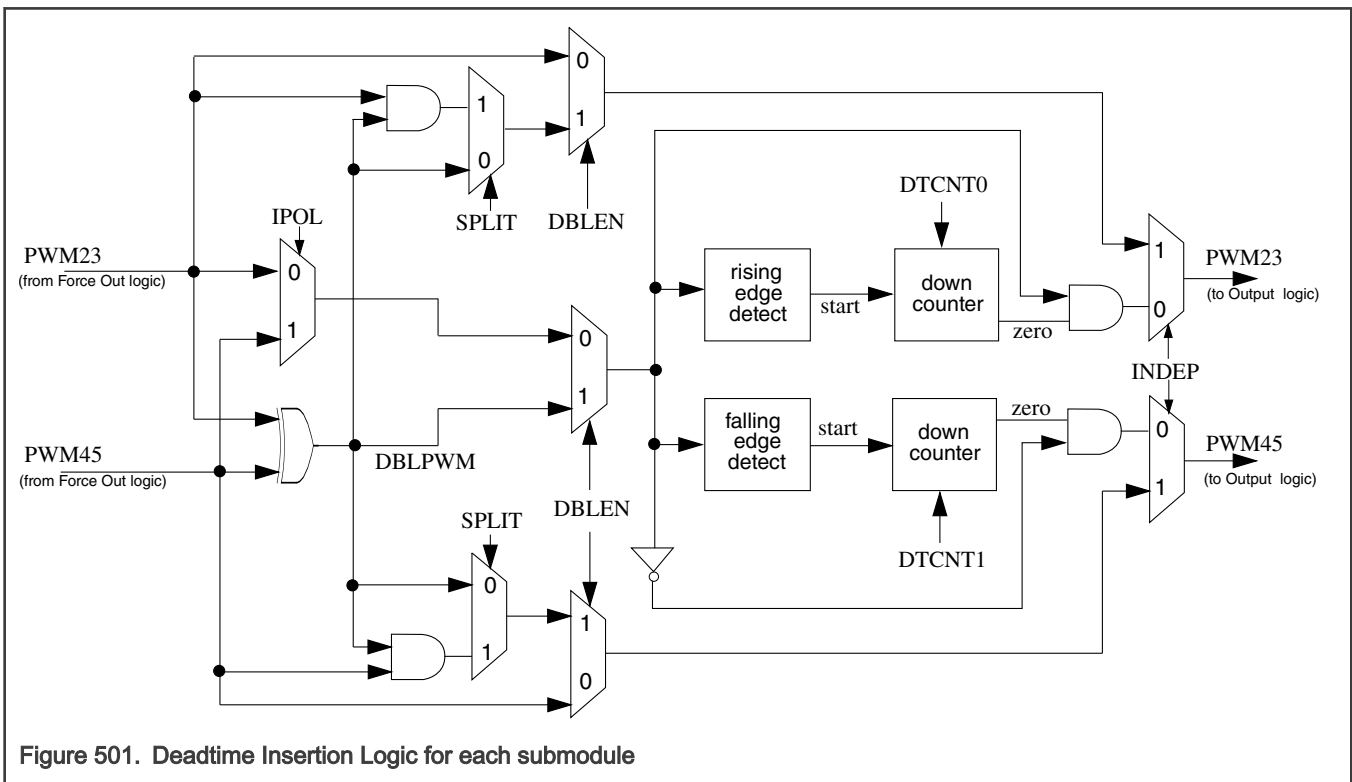 0
1
1
0
SPLIT
DBLEN
DTCNT0
IPOL
PWM23
(from Force Out logic)
0
1
rising
edge
detect
start
down
counter
zero
1
0
PWM23
(to Output logic)
0
1
INDEP
PWM45
(from Force Out logic)
DBLPWM
falling
edge
detect
start
down
counter
zero
0
1
PWM45
(to Output logic)
DBLEN
SPLIT
DTCNT1
0
1
1
0
Figure 501. Deadtime Insertion Logic for each submodule